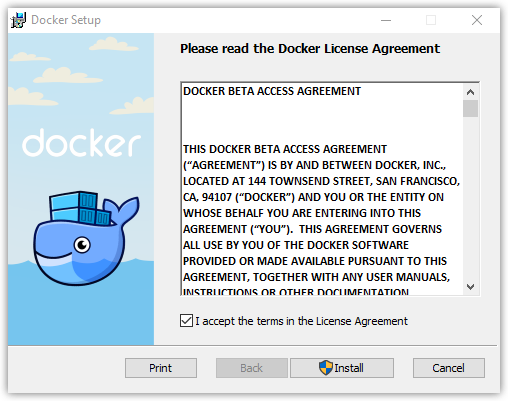 Docker Setup
Please read the Docker License Agreement
docker
DOCKER BETA ACCESS AGREEMENT
THIS DOCKER BETA ACCESS AGREEMENT
(“AGREEMENT”) IS BY AND BETWEEN DOCKER, INC.,
LOCATED AT 144 TOWNSEND STREET, SAN FRANCISCO,
CA, 94107 (“DOCKER”) AND YOU OR THE ENTITY ON
WHOSE BEHALF YOU ARE ENTERING INTO THIS
AGREEMENT (“YOU”).  THIS AGREEMENT GOVERNS
ALL USE BY YOU OF THE DOCKER SOFTWARE
PROVIDED OR MADE AVAILABLE PURSUANT TO THIS
AGREEMENT, TOGETHER WITH ANY USER MANUALS,
INSTRUCTIONS OR OTHER DOCUMENTATION
I accept the terms in the License Agreement
Print
Back
Install
Cancel